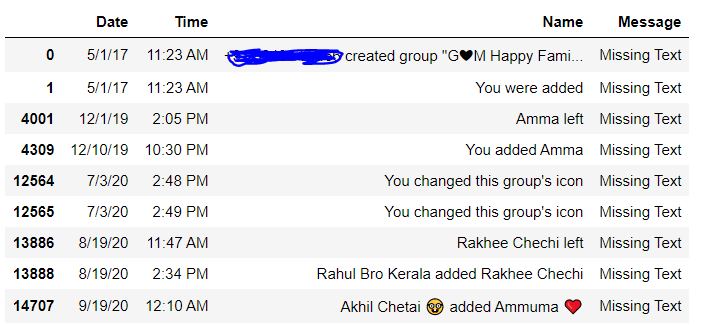 Date Time Name Message
0 5/1/17 11:23 AM created group "G🖤M Happy Fami... Missing Text
1 5/1/17 11:23 AM You were added Missing Text
4001 12/1/19 2:05 PM Amma left Missing Text
4309 12/10/19 10:30 PM You added Amma Missing Text
12564 7/3/20 2:48 PM You changed this group's icon Missing Text
12565 7/3/20 2:49 PM You changed this group's icon Missing Text
13886 8/19/20 11:47 AM Rakhee Chechi left Missing Text
13888 8/19/20 2:34 PM Rahul Bro Kerala added Rakhee Chechi Missing Text
14707 9/19/20 12:10 AM Akhil Chetai 🤓 added Ammuma ❤️ Missing Text